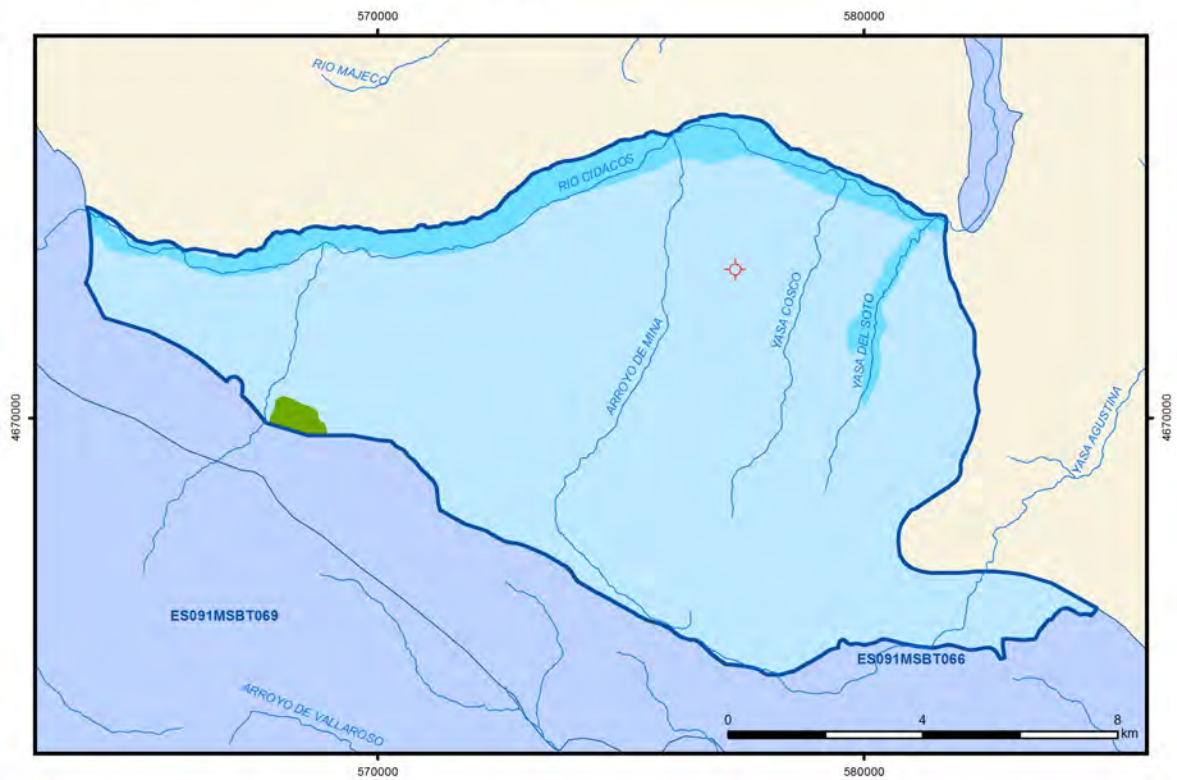 570000
580000
RIO MAJECO
RIO CIDACOS
YASA COSCO
YASA DEL SOTO
ARROYO DE MINA
4670000
4670000
YASA AGUSTINA
ES091MSBT069
ES091MSBT066
ARROYO DE VALLAROSO
0 4 8
km
570000
580000